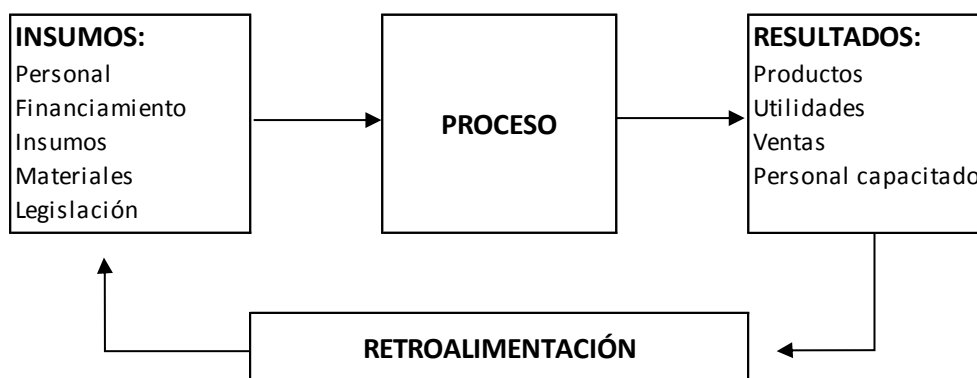 INSUMOS:
Personal
Financiamiento
Insumos
Materiales
Legislación
PROCESO
RESULTADOS:
Productos
Utilidades
Ventas
Personal capacitado
RETROALIMENTACIÓN